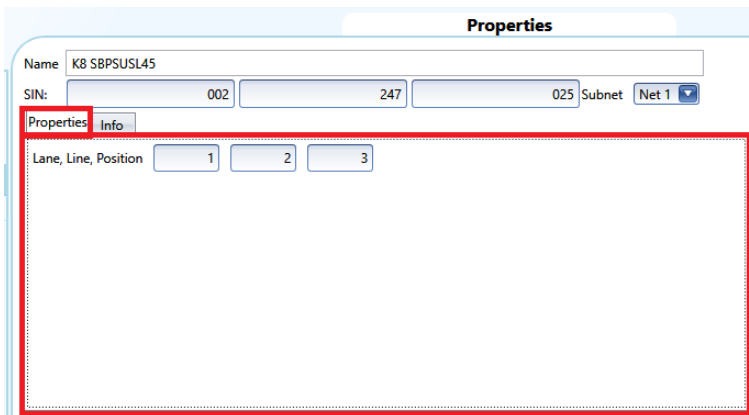 Properties
Name K8 SBPSUSL45
SIN: 002 247 025 Subnet Net 1
Properties Info
Lane, Line, Position 1 2 3